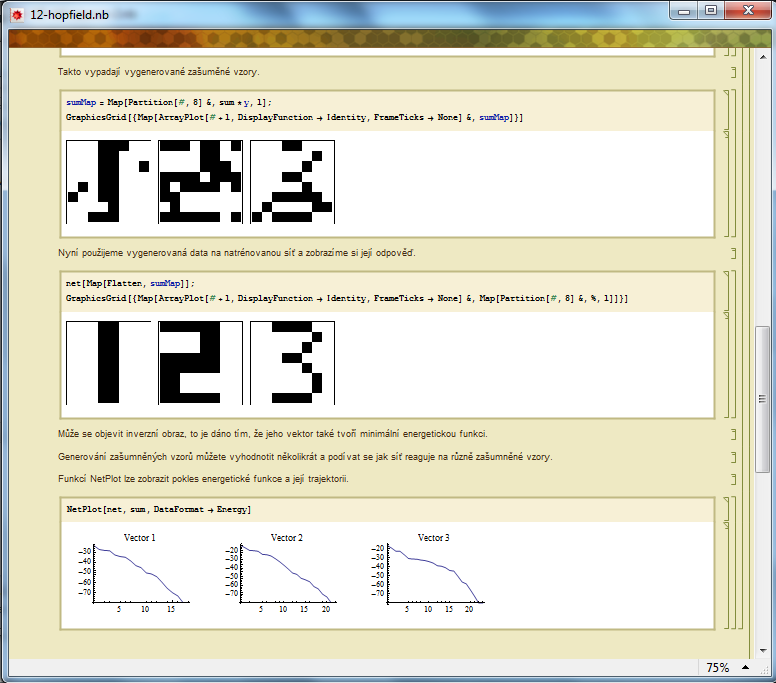 12-hopfield.nb
Takto vypadají vygenerované zašuměné vzory.
sumMap = Map[Partition[#, 8] &, sum * y, 1];
GraphicsGrid[{Map[ArrayPlot[# + 1, DisplayFunction → Identity, FrameTicks → None] &, sumMap]}]
Nyní použijeme vygenerovaná data na natrénovanou síť a zobrazíme si její odpověď.
net[Map[Flatten, sumMap]];
GraphicsGrid[{Map[ArrayPlot[# + 1, DisplayFunction → Identity, FrameTicks → None] &, Map[Partition[#, 8] &, %, 1]]}]
Může se objevit inverzní obraz, to je dáno tím, že jeho vektor také tvoří minimální energetickou funkci.
Generování zašumněných vzorů můžete vyhodnotit několikrát a podívat se jak síť reaguje na různě zašumněné vzory.
Funkcí NetPlot lze zobrazit pokles energetické funkce a její trajektorii.
NetPlot[net, sum, DataFormat → Energy]
Vector 1
-30
-40
-50
-60
-70
5 10 15
Vector 2
-20
-30
-40
-50
-60
-70
5 10 15 20
Vector 3
-20
-30
-40
-50
-60
-70
5 10 15 20
75%